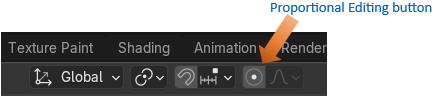 Proportional Editing button
Texture Paint Shading Animation Render
Global